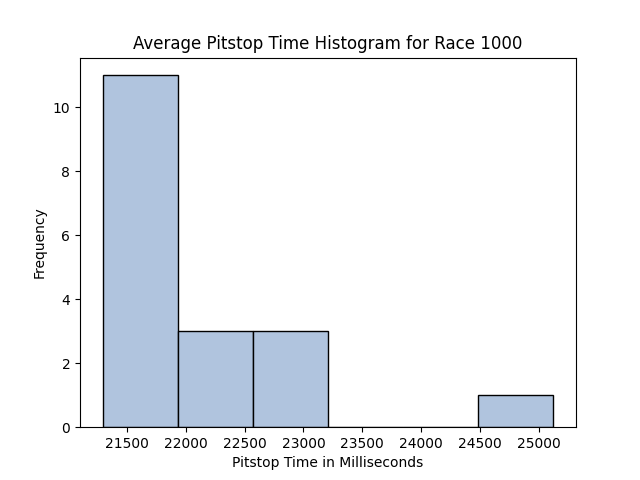 Average Pitstop Time Histogram for Race 1000
10
8
6
4
2
0
Frequency
21500 22000 22500 23000 23500 24000 24500 25000
Pitstop Time in Milliseconds